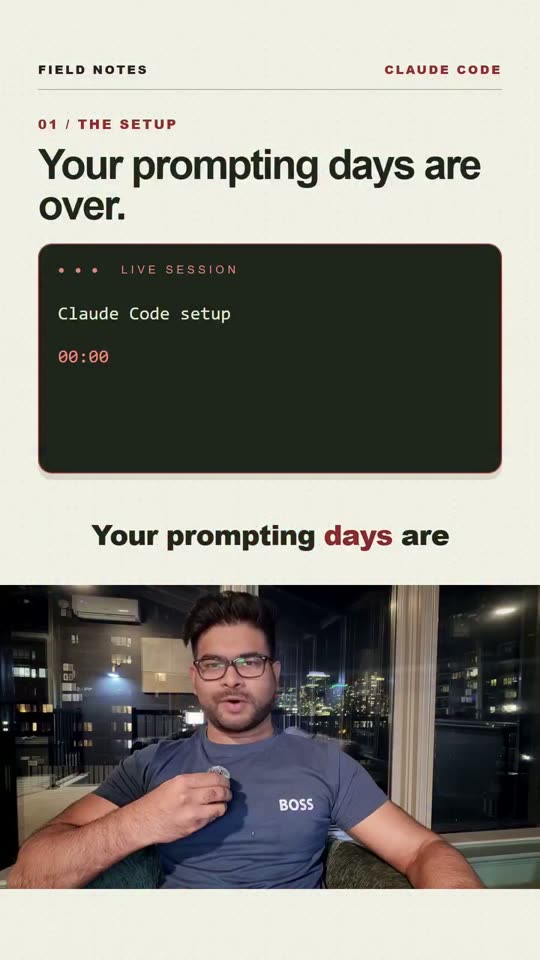 FIELD NOTES
CLAUDE CODE
01 / THE SETUP
Your prompting days are
over.
LIVE SESSION
Claude Code setup
00:00
Your prompting days are
BOSS